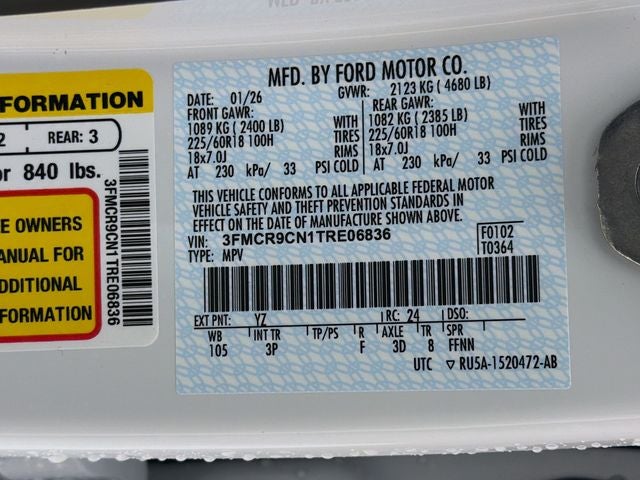 FORMATION
2 REAR: 3
or 840 lbs.
E OWNERS
ANUAL FOR
DDITIONAL
FORMATION
3FMCR9CN1TRE06836
MFD. BY FORD MOTOR CO.
DATE: 01/26 GVWR: 2123 KG ( 4680 LB)
FRONT GAWR: REAR GAWR:
1089 KG ( 2400 LB) WITH 1082 KG ( 2385 LB) WITH
225/60R18 100H TIRES 225/60R18 100H TIRES
18x7.0J RIMS 18x7.0J RIMS
AT 230 kPa/ 33 PSI COLD AT 230 kPa/ 33 PSI COLD
THIS VEHICLE CONFORMS TO ALL APPLICABLE FEDERAL MOTOR
VEHICLE SAFETY AND THEFT PREVENTION STANDARDS IN
EFFECT ON THE DATE OF MANUFACTURE SHOWN ABOVE.
VIN: 3FMCR9CN1TRE06836 F0102
TYPE: MPV T0364
EXT PNT: YZ RC: 24 DSO:
WB INT TR TP/PS R AXLE TR SPR
105 3P F 3D 8 FFNN
UTC ▽ RU5A-1520472-AB